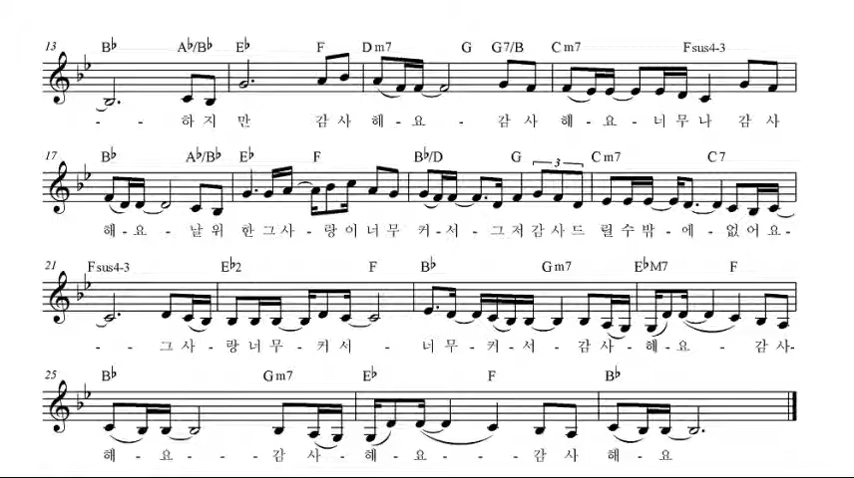 13 B♭ A♭/B♭ E♭ F Dm7 G G7/B Cm7 Fsus4-3
- - 하 지 만 감 사 해 - 요 - 감 사 해 - 요 - 너 무 나 감 사
17 B♭ A♭/B♭ E♭ F B♭/D G 3 Cm7 C7
해 - 요 - 날 위 한 그 사 - 랑 이 너 무 커 - 서 - 그 저 감 사 드 릴 수 밖 - 에 - 없 어 요 -
21 Fsus4-3 E♭2 F B♭ Gm7 E♭M7 F
- - 그 사 - 랑 너 무 - 커 서 - 너 무 - 커 - 서 - 감 사 - 해 - 요 - - 감 사 -
25 B♭ Gm7 E♭ F B♭
해 - 요 - - 감 사 - 해 - 요 - - 감 사 해 - 요